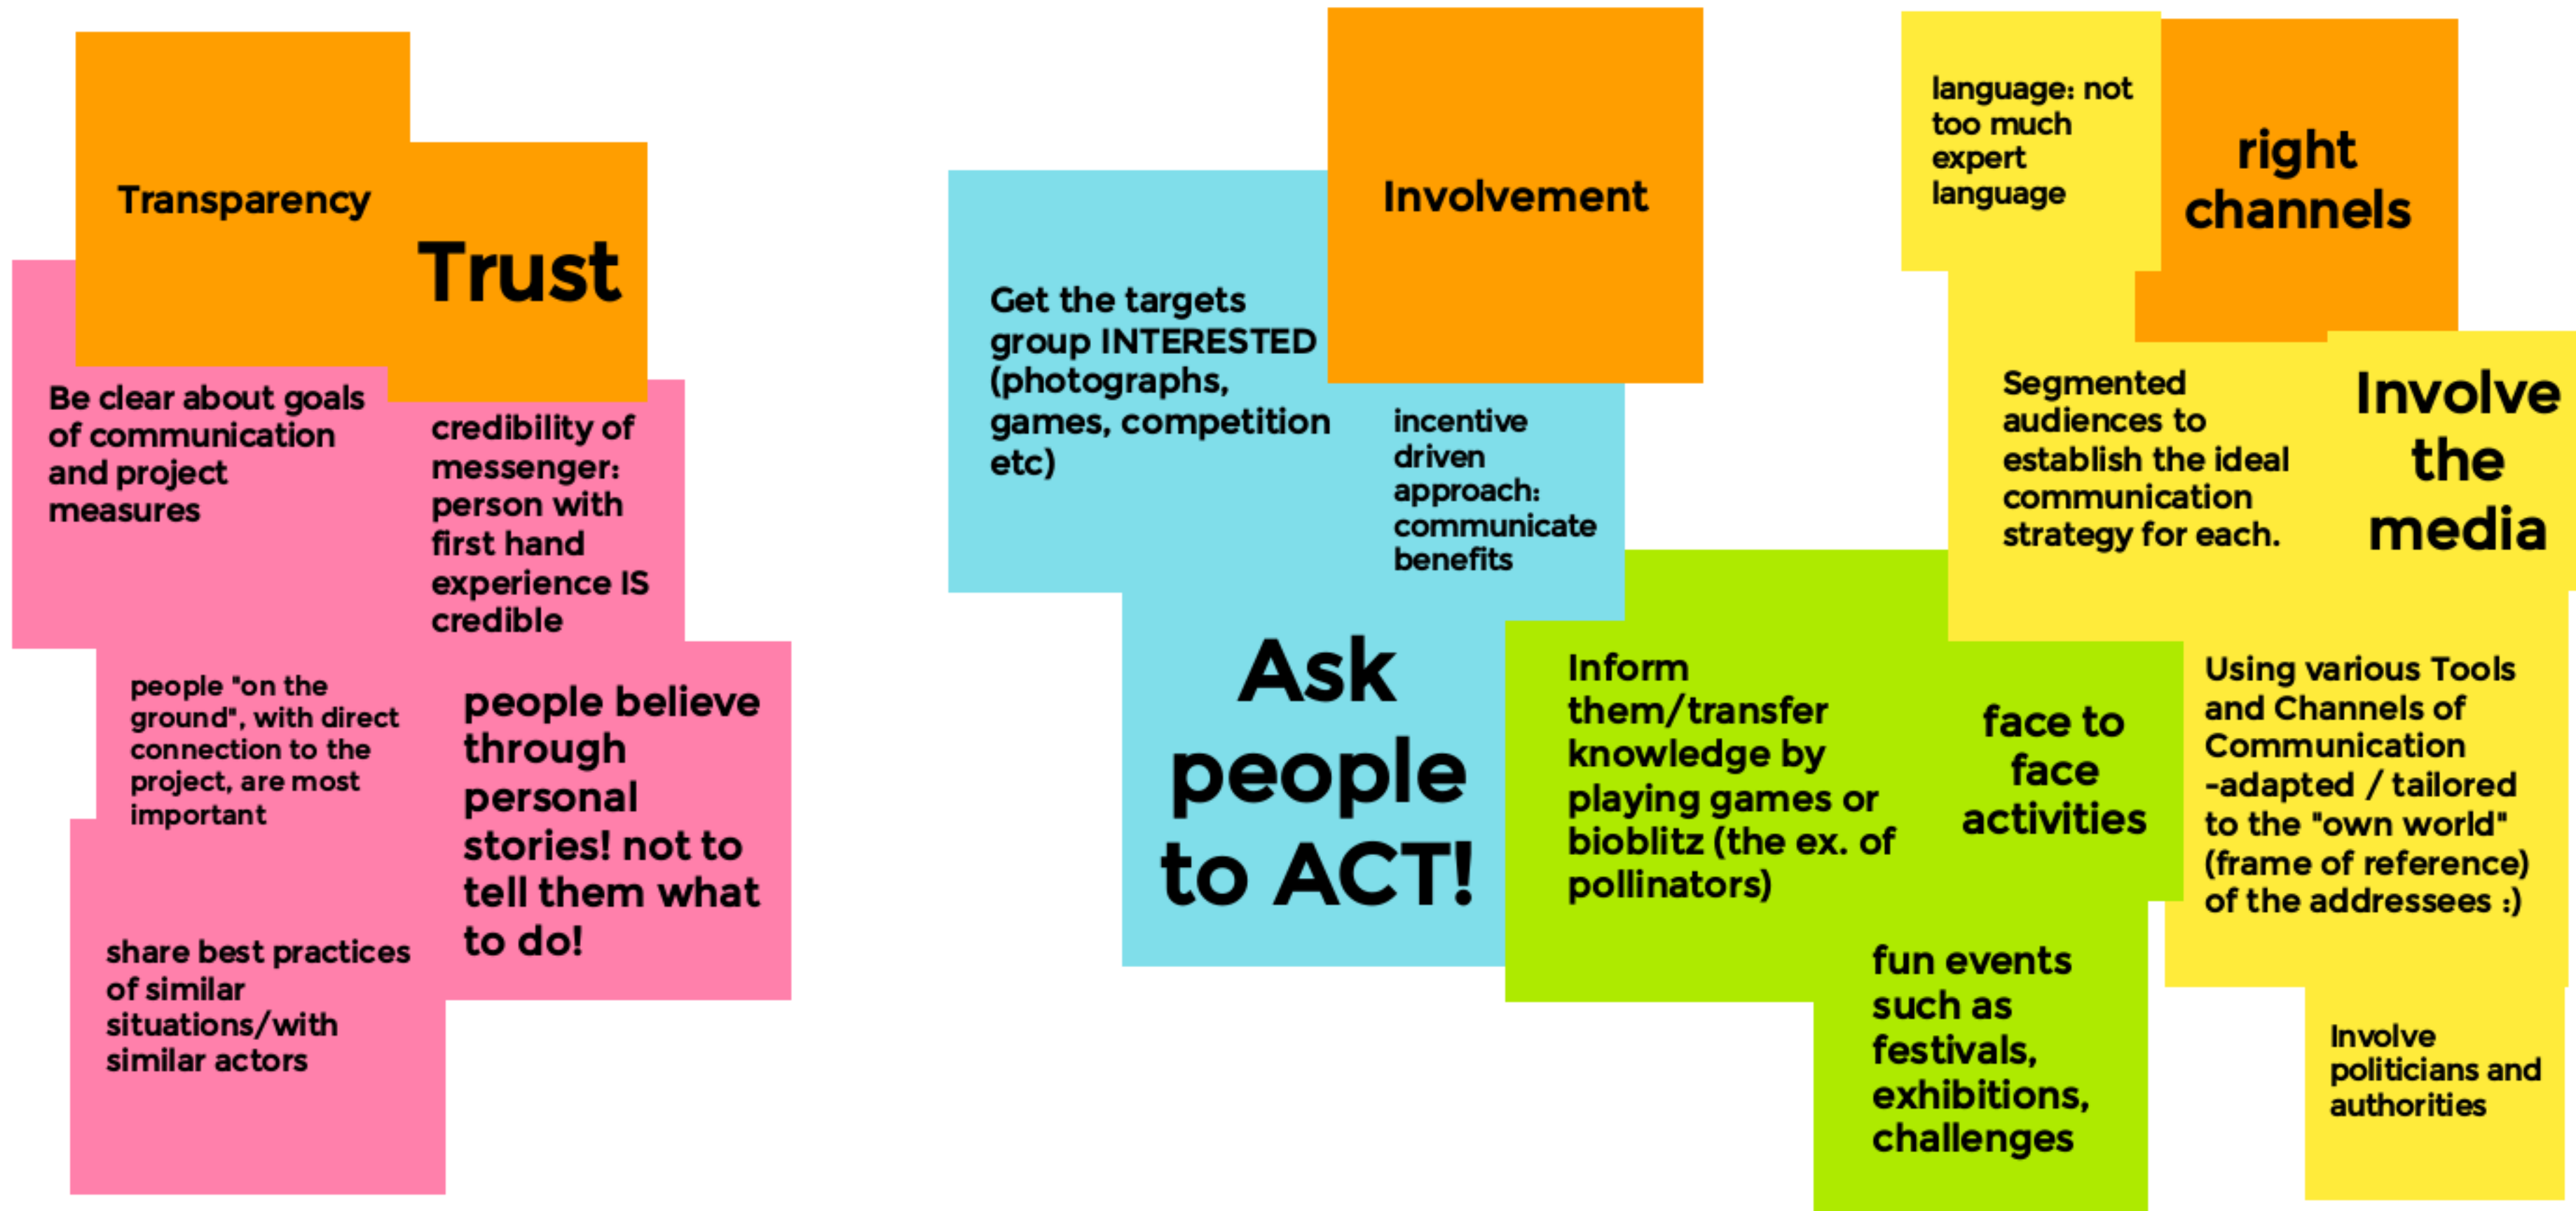 Transparency
Trust
Be clear about goals
of communication
and project
measures
credibility of
messenger:
person with
first hand
experience IS
credible
people "on the
ground", with direct
connection to the
project, are most
important
people believe
through
personal
stories! not to
tell them what
to do!
share best practices
of similar
situations/with
similar actors
Involvement
Get the targets
group INTERESTED
(photographs,
games, competition
etc)
incentive
driven
approach:
communicate
benefits
Ask
people
to ACT!
Inform
them/transfer
knowledge by
playing games or
bioblitz (the ex. of
pollinators)
face to
face
activities
fun events
such as
festivals,
exhibitions,
challenges
language: not
too much
expert
language
right
channels
Segmented
audiences to
establish the ideal
communication
strategy for each.
Involve
the
media
Using various Tools
and Channels of
Communication
-adapted / tailored
to the "own world"
(frame of reference)
of the addressees :)
Involve
politicians and
authorities